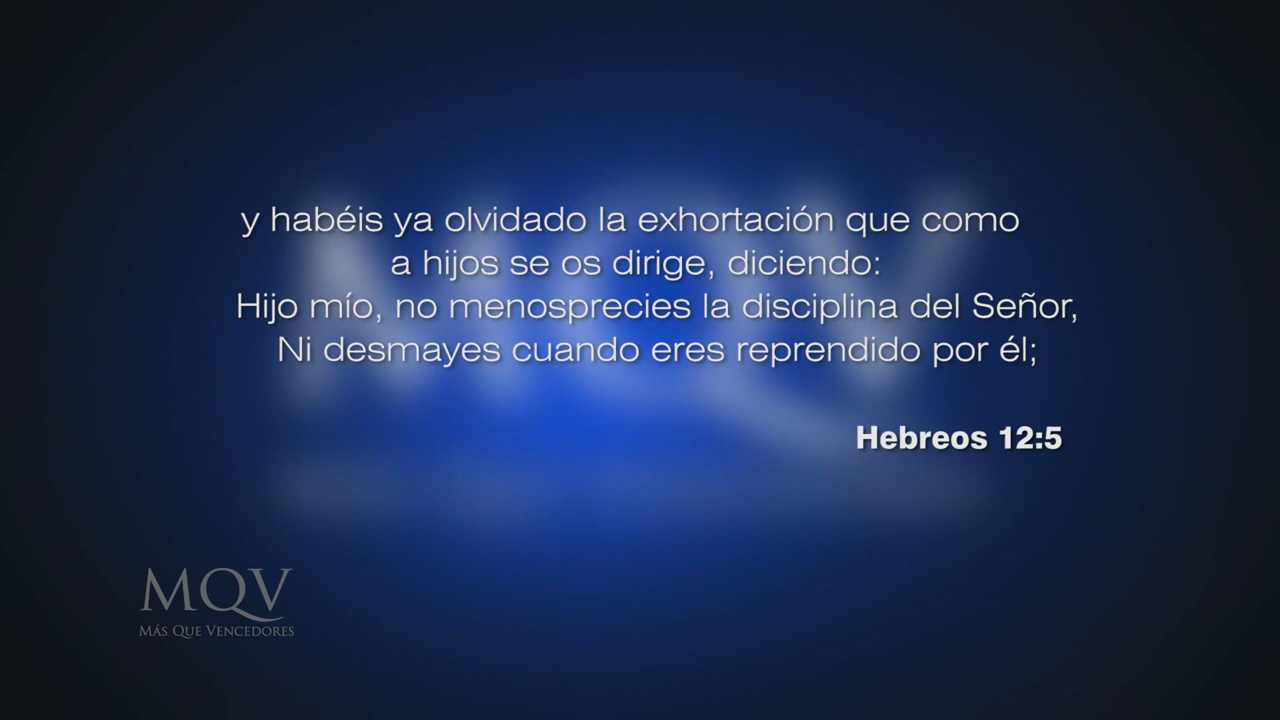 y habéis ya olvidado la exhortación que como
a hijos se os dirige, diciendo:
Hijo mío, no menosprecies la disciplina del Señor,
Ni desmayes cuando eres reprendido por él;
Hebreos 12:5
MQV
MÁS QUE VENCEDORES